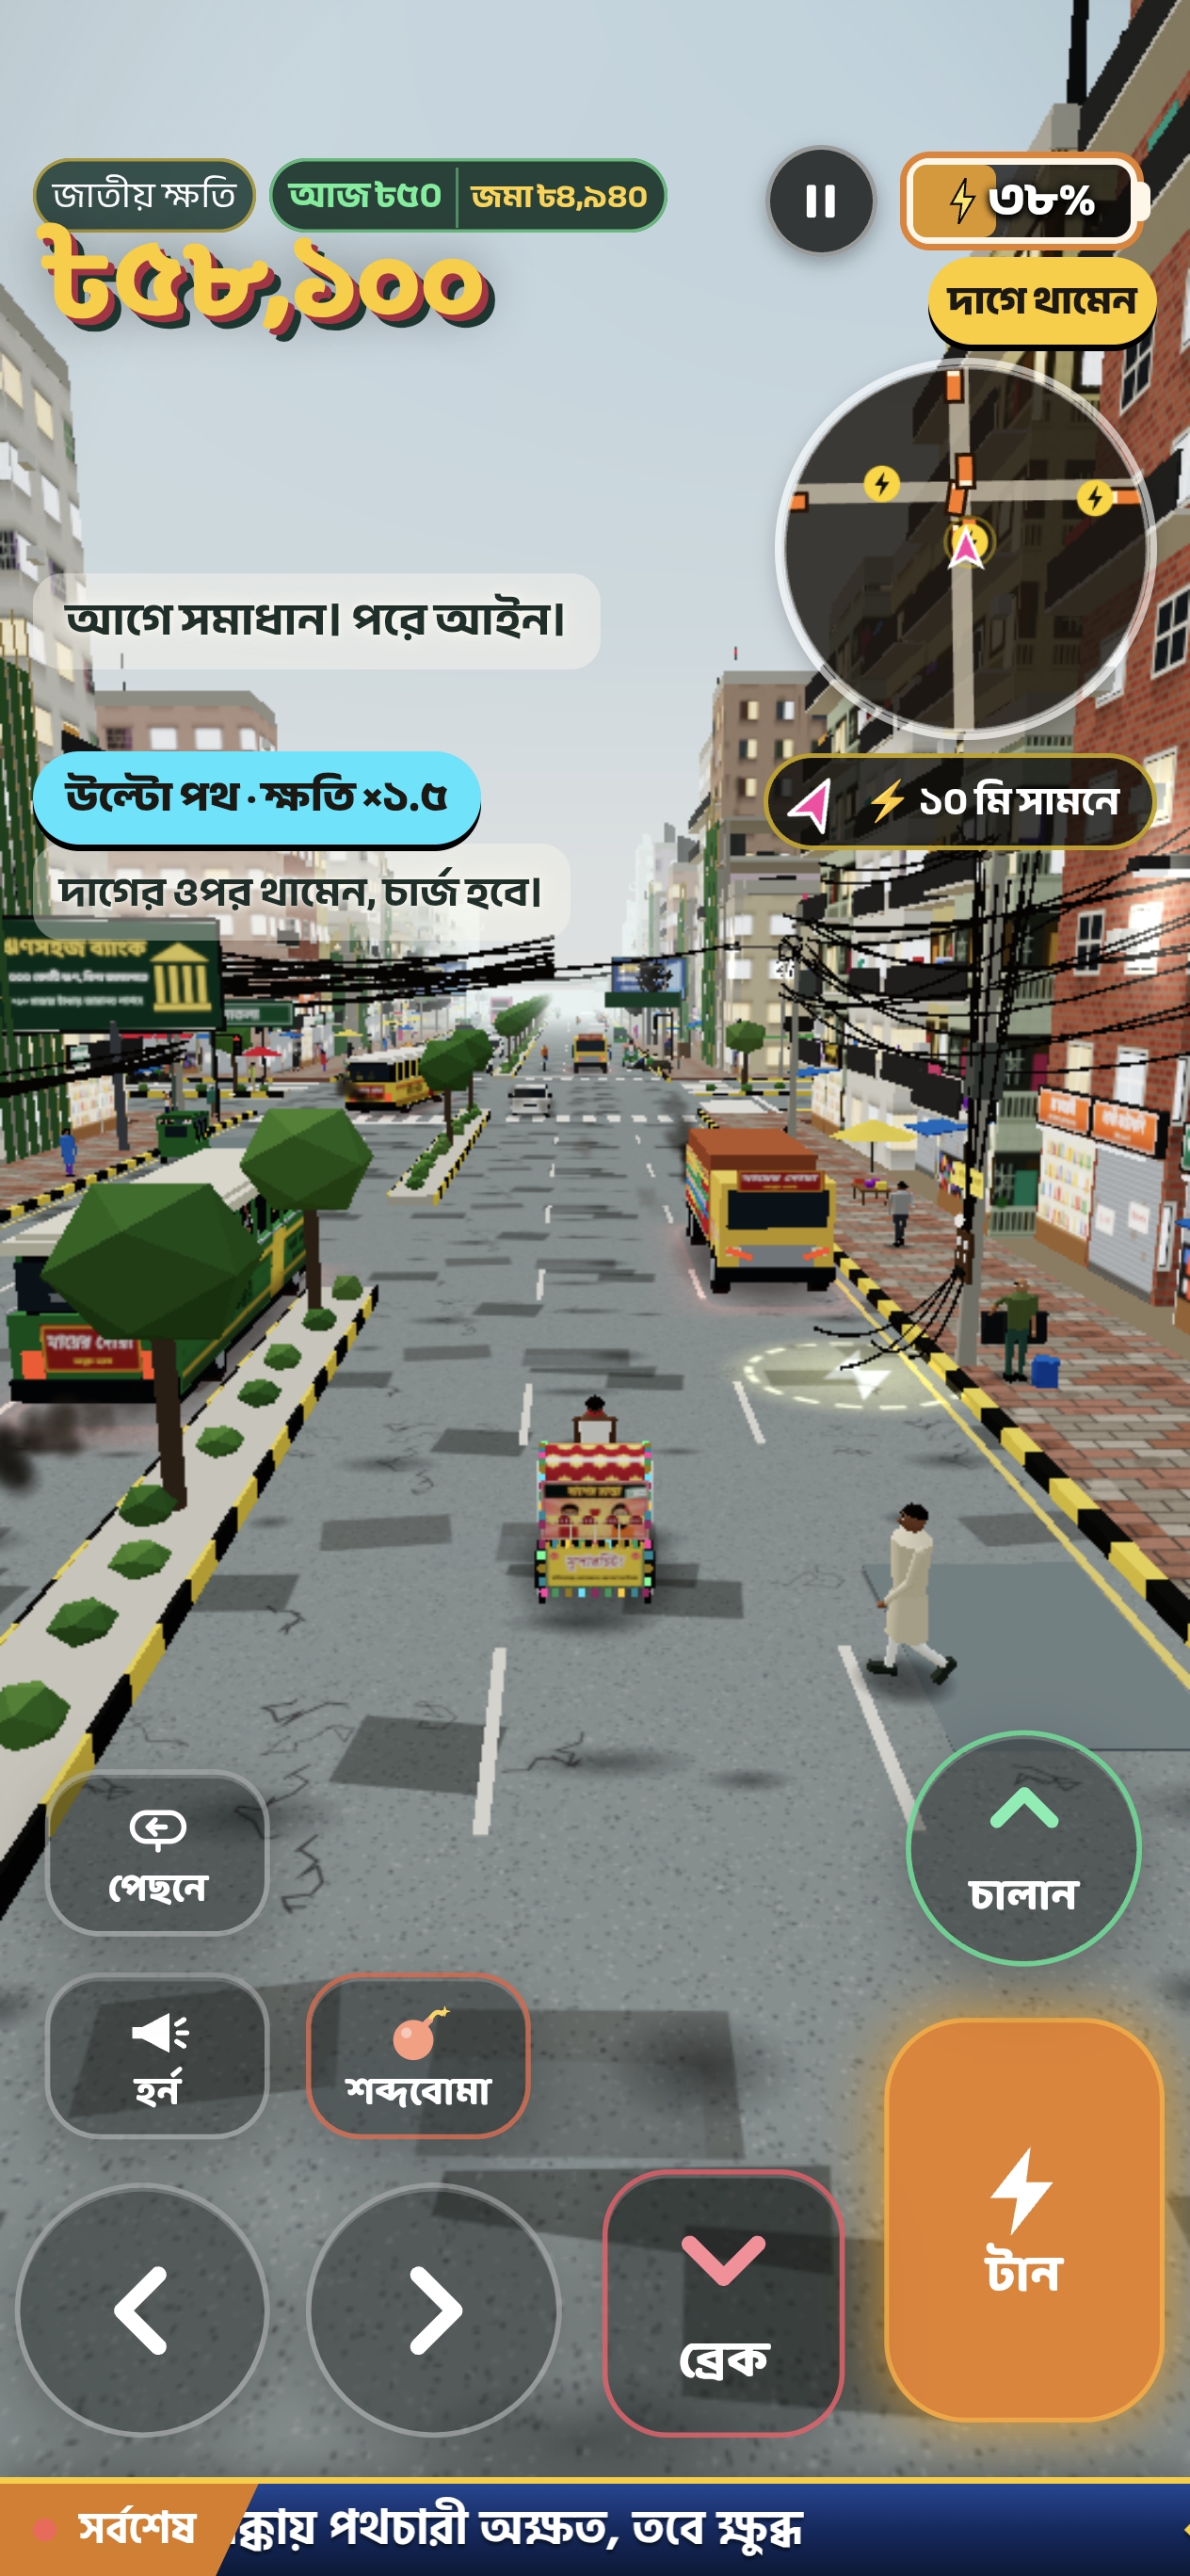 জাতীয় ক্ষতি
আজ ৳৫০ জমা ৳৪,৯৪০
৩৮%
৳৫৮,১০০
দাগে থামেন
আগে সমাধান। পরে আইন।
উল্টো পথ · ক্ষতি ×১.৫
১০ মি সামনে
দাগের ওপর থামেন, চার্জ হবে।
ঋণসহজ ব্যাংক
মায়ের দোয়া
পেছনে
চালান
হর্ন
শব্দবোমা
টান
ব্রেক
সর্বশেষ
পথচারী অক্ষত, তবে ক্ষুব্ধ